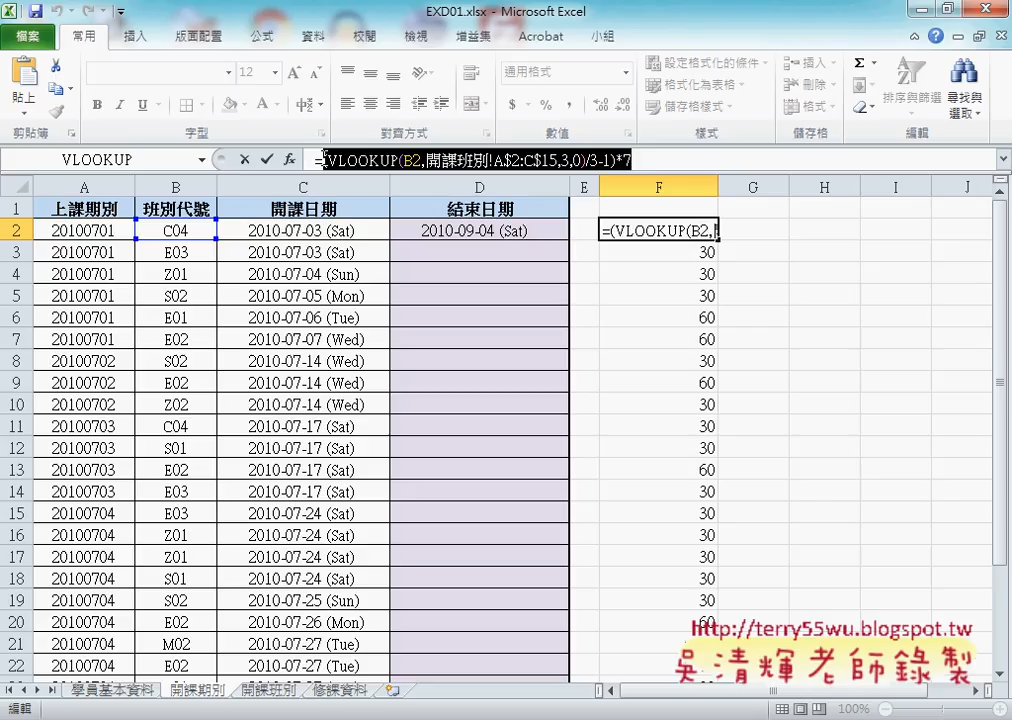 EXD01.xlsx - Microsoft Excel
檔案 常用 插入 版面配置 公式 資料 校閱 檢視 增益集 Acrobat 小組
貼上 12 通用格式 設定格式化的條件 格式化為表格 儲存格樣式 插入 刪除 格式 排序與篩選 尋找與選取
剪貼簿 字型 對齊方式 數值 樣式 儲存格 編輯
VLOOKUP =(VLOOKUP(B2,開課班別!A$2:C$15,3,0)/3-1)*7
A B C D E F G H I J
1 上課期別 班別代號 開課日期 結束日期
2 20100701 C04 2010-07-03 (Sat) 2010-09-04 (Sat) =(VLOOKUP(B2,
3 20100701 E03 2010-07-03 (Sat) 30
4 20100701 Z01 2010-07-04 (Sun) 30
5 20100701 S02 2010-07-05 (Mon) 30
6 20100701 E01 2010-07-06 (Tue) 60
7 20100701 E02 2010-07-07 (Wed) 60
8 20100702 S02 2010-07-14 (Wed) 30
9 20100702 E02 2010-07-14 (Wed) 60
10 20100702 Z02 2010-07-14 (Wed) 30
11 20100703 C04 2010-07-17 (Sat) 30
12 20100703 S01 2010-07-17 (Sat) 30
13 20100703 E02 2010-07-17 (Sat) 60
14 20100703 E03 2010-07-17 (Sat) 30
15 20100704 E03 2010-07-24 (Sat) 30
16 20100704 Z01 2010-07-24 (Sat) 30
17 20100704 Z01 2010-07-24 (Sat) 30
18 20100704 S01 2010-07-24 (Sat) 30
19 20100704 S02 2010-07-25 (Sun) 30
20 20100704 E02 2010-07-26 (Mon) 60
21 20100704 M02 2010-07-27 (Tue)
22 20100704 E02 2010-07-27 (Tue)
http://terry55wu.blogspot.tw
吳清輝老師錄製
學員基本資料 開課期別 開課班別 修課資料
編輯 100%